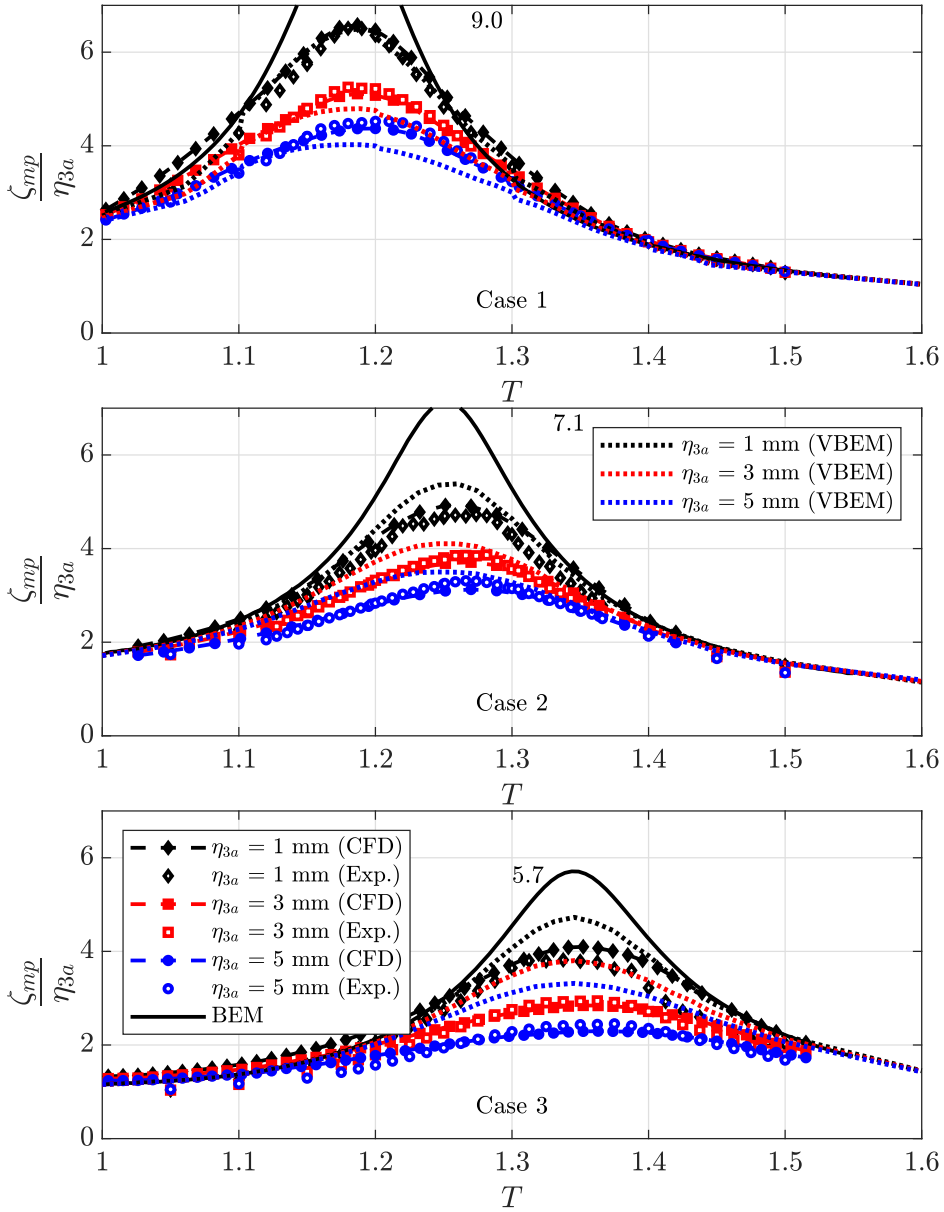 9.0
6
4
2
0
ζmp
η3a
Case 1
1
1.1
1.2
1.3
1.4
1.5
1.6
T
7.1
η3a = 1 mm (VBEM)
η3a = 3 mm (VBEM)
η3a = 5 mm (VBEM)
6
4
2
0
ζmp
η3a
Case 2
1
1.1
1.2
1.3
1.4
1.5
1.6
T
η3a = 1 mm (CFD)
η3a = 1 mm (Exp.)
η3a = 3 mm (CFD)
η3a = 3 mm (Exp.)
η3a = 5 mm (CFD)
η3a = 5 mm (Exp.)
BEM
5.7
6
4
2
0
ζmp
η3a
Case 3
1
1.1
1.2
1.3
1.4
1.5
1.6
T